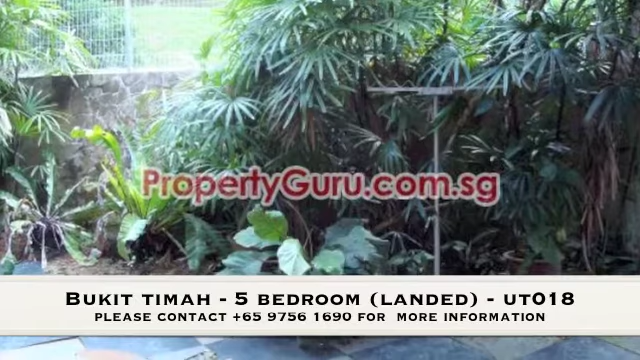 PropertyGuru.com.sg
Bukit timah - 5 bedroom (landed) - ut018
please contact +65 9756 1690 for more information